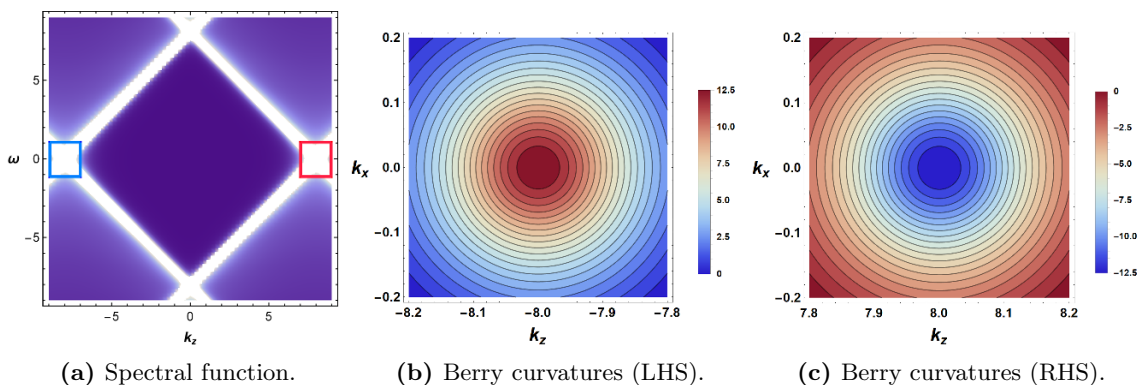 5
ω 0
−5
−5 0 5
k_z
0.2
0.1
k_x 0.0
−0.1
−0.2
−8.2 −8.1 −8.0 −7.9 −7.8
k_z
12.5
10.0
7.5
5.0
2.5
0
0.2
0.1
k_x 0.0
−0.1
−0.2
7.8 7.9 8.0 8.1 8.2
k_z
0
−2.5
−5.0
−7.5
−10.0
−12.5
(a) Spectral function.
(b) Berry curvatures (LHS).
(c) Berry curvatures (RHS).